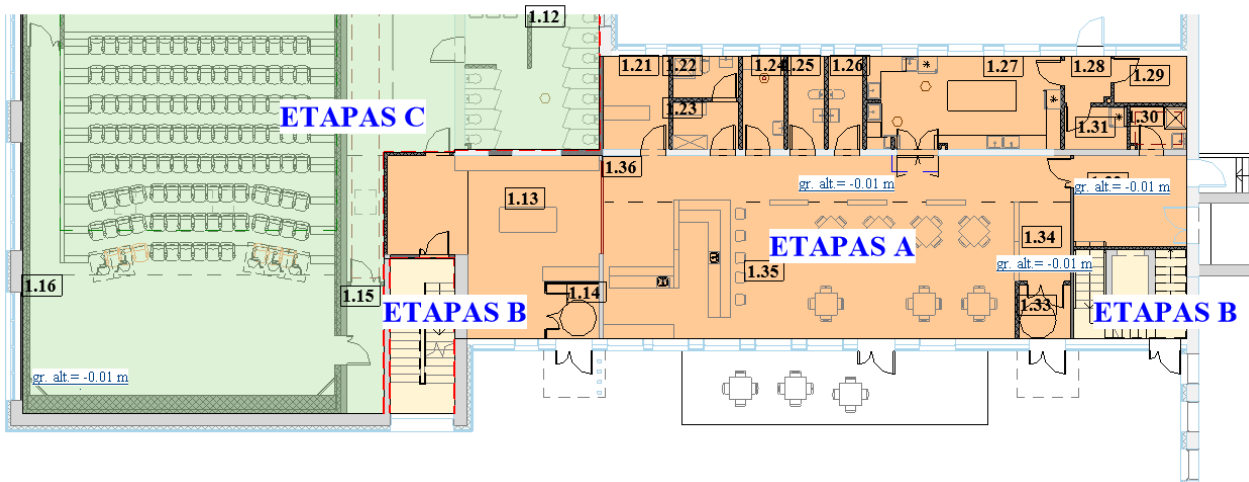 1.12
1.21
1.22
1.24
1.25
1.26
1.27
1.28
1.29
ETAPAS C
1.23
1.31
1.30
1.36
gr. alt.= -0.01 m
gr. alt.= -0.01 m
1.13
ETAPAS A
1.34
1.35
gr. alt.= -0.01 m
1.16
1.15
1.14
1.33
ETAPAS B
ETAPAS B
gr. alt.= -0.01 m